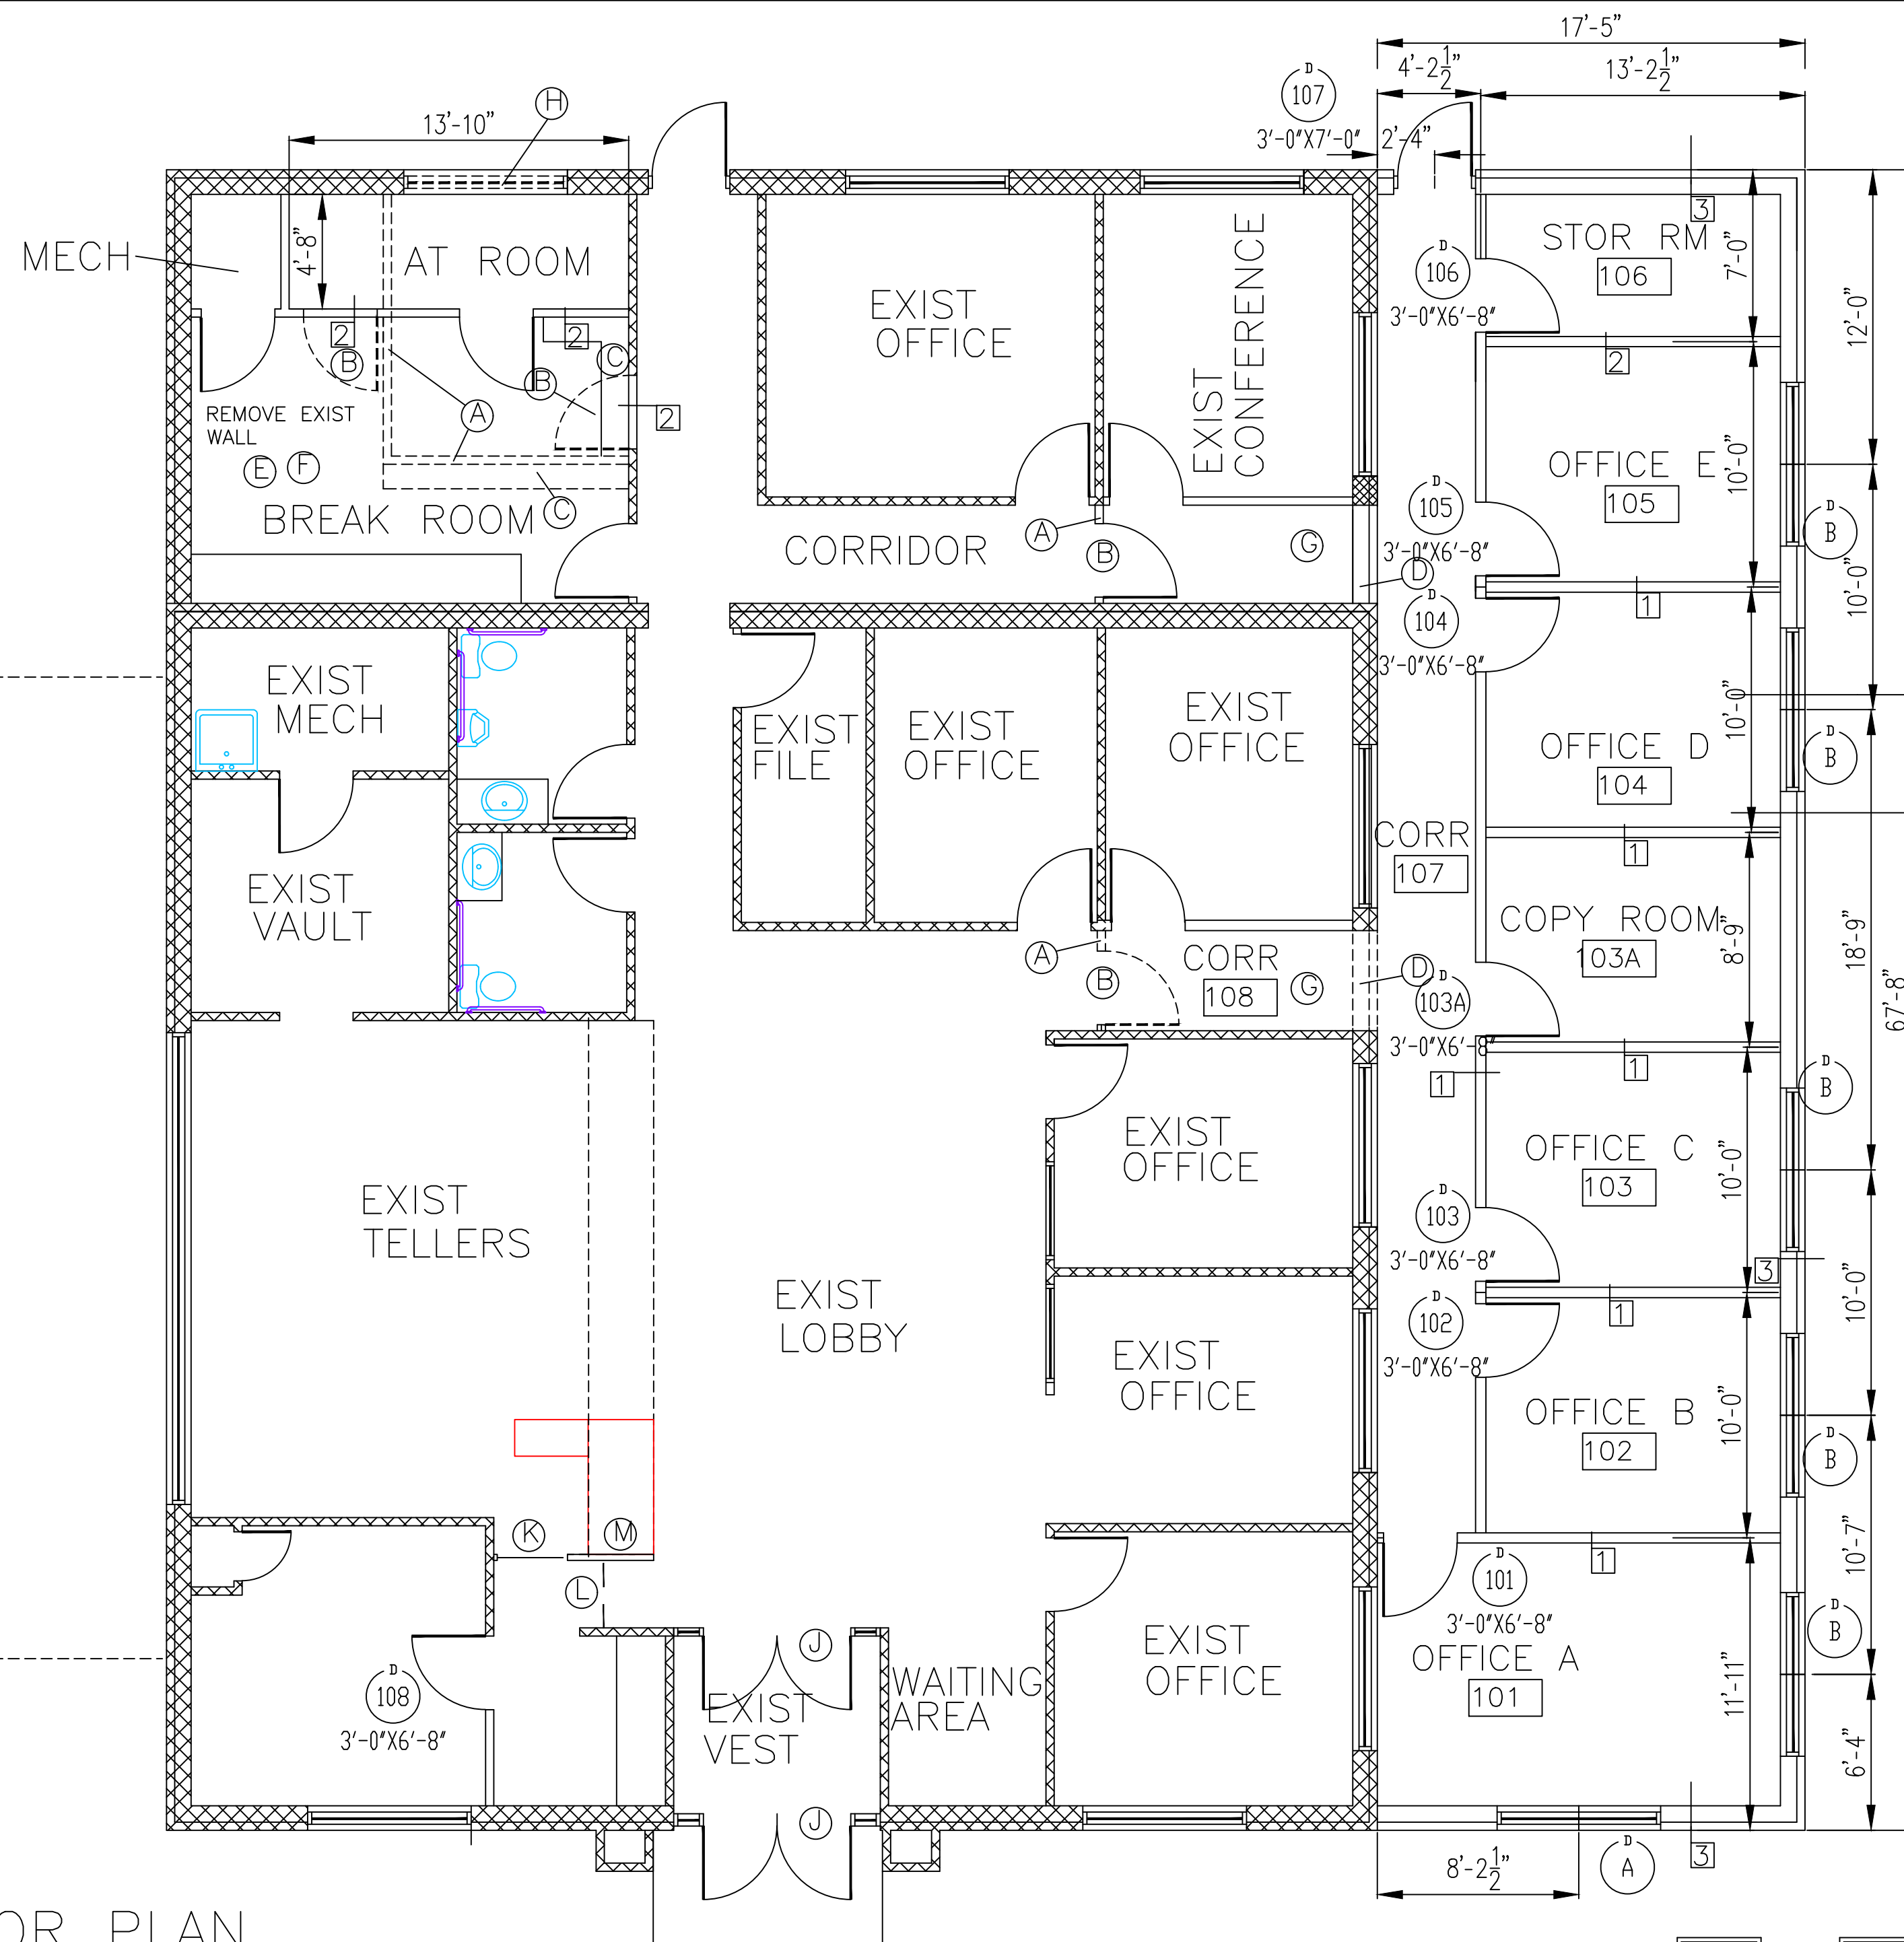 17'-5"
4'-2 1/2"
13'-2 1/2"
D
107
3'-0"X7'-0"
2'-4"
H
13'-10"
MECH
4'-8"
AT ROOM
EXIST
OFFICE
EXIST
CONFERENCE
D
106
3'-0"X6'-8"
STOR RM
106
3
7'-0"
12'-0"
2
B
2
B
C
A
2
REMOVE EXIST
WALL
E
F
BREAK ROOM
C
CORRIDOR
A
B
G
D
D
105
3'-0"X6'-8"
2
OFFICE E
105
10'-0"
D
B
10'-0"
1
D
104
3'-0"X6'-8"
EXIST
MECH
EXIST
FILE
EXIST
OFFICE
EXIST
OFFICE
OFFICE D
104
10'-0"
D
B
CORR
107
1
EXIST
VAULT
COPY ROOM
103A
8'-9"
18'-9"
67'-8"
A
B
CORR
108
G
D
D
103A
3'-0"X6'-8"
1
1
D
B
EXIST
OFFICE
OFFICE C
103
10'-0"
EXIST
TELLERS
D
103
3'-0"X6'-8"
3
10'-0"
EXIST
LOBBY
D
102
3'-0"X6'-8"
1
EXIST
OFFICE
OFFICE B
102
10'-0"
D
B
K
M
L
D
101
3'-0"X6'-8"
1
10'-7"
D
B
J
D
108
3'-0"X6'-8"
EXIST
VEST
WAITING
AREA
EXIST
OFFICE
OFFICE A
101
11'-11"
6'-4"
J
8'-2 1/2"
D
A
3
OR PLAN